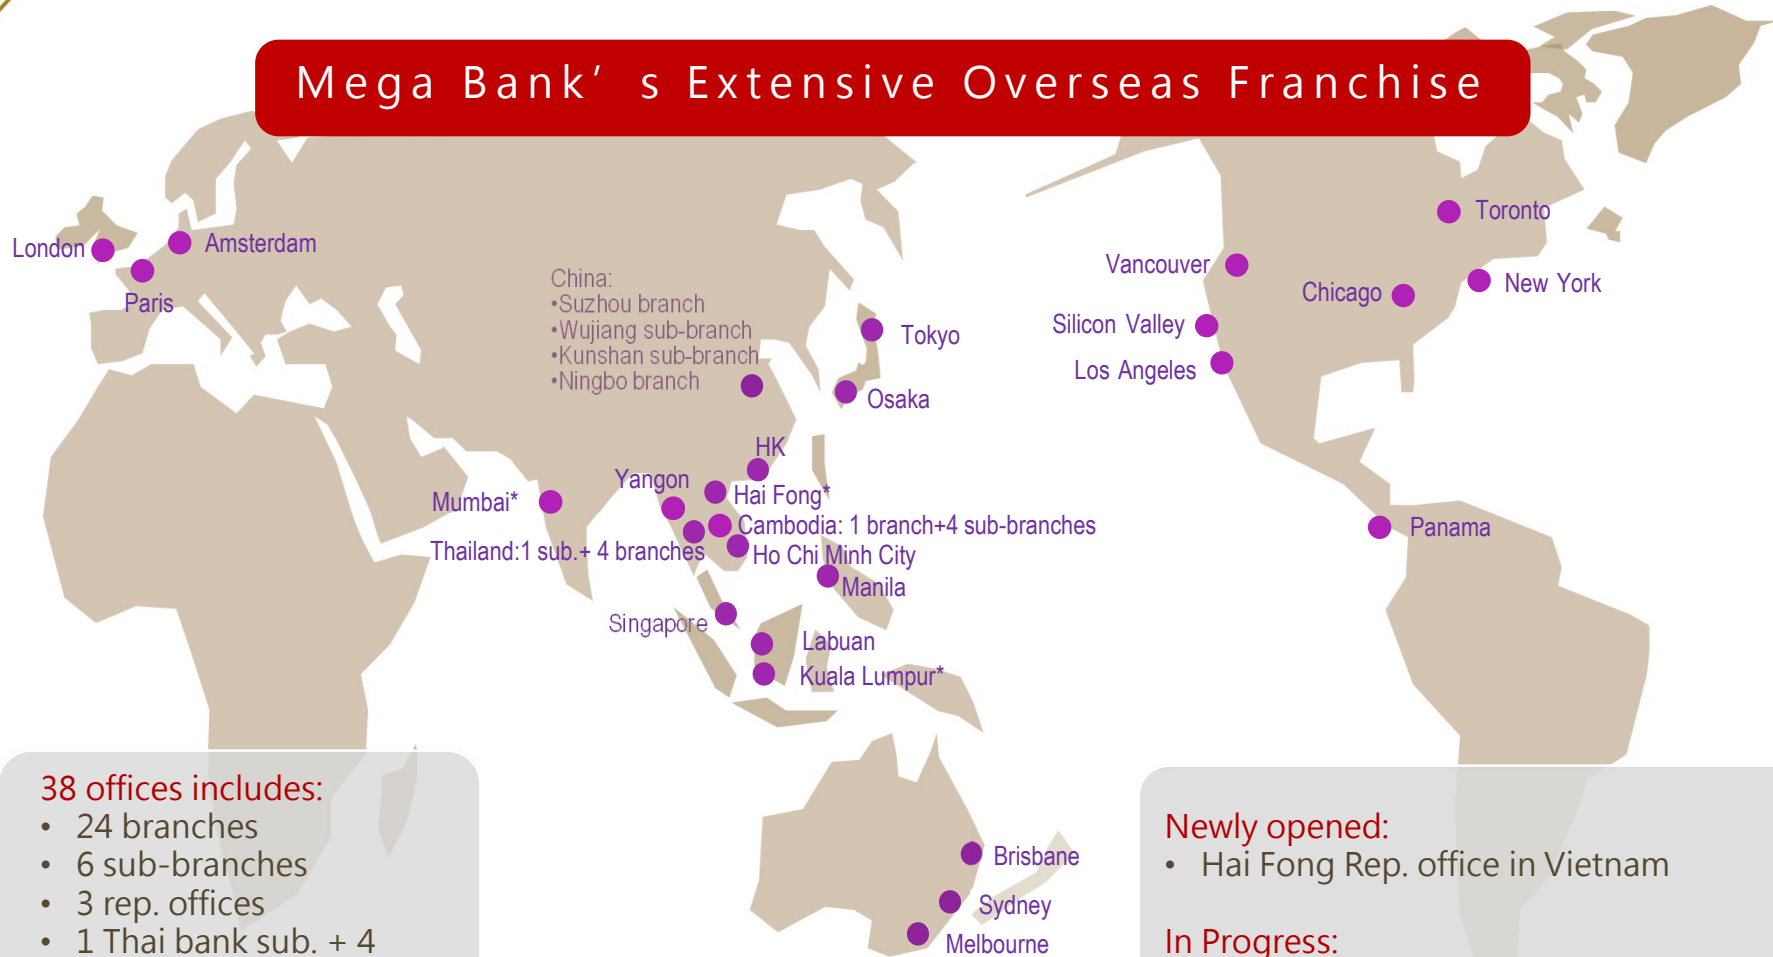 Mega Bank’s Extensive Overseas Franchise
London
Amsterdam
Paris
China:
•Suzhou branch
•Wujiang sub-branch
•Kunshan sub-branch
•Ningbo branch
Tokyo
Osaka
HK
Yangon
Hai Fong*
Mumbai*
Cambodia: 1 branch+4 sub-branches
Thailand:1 sub.+ 4 branches
Ho Chi Minh City
Manila
Singapore
Labuan
Kuala Lumpur*
Toronto
Vancouver
Chicago
New York
Silicon Valley
Los Angeles
Panama
Brisbane
Sydney
Melbourne
38 offices includes:
• 24 branches
• 6 sub-branches
• 3 rep. offices
• 1 Thai bank sub. + 4
Newly opened:
• Hai Fong Rep. office in Vietnam
In Progress: